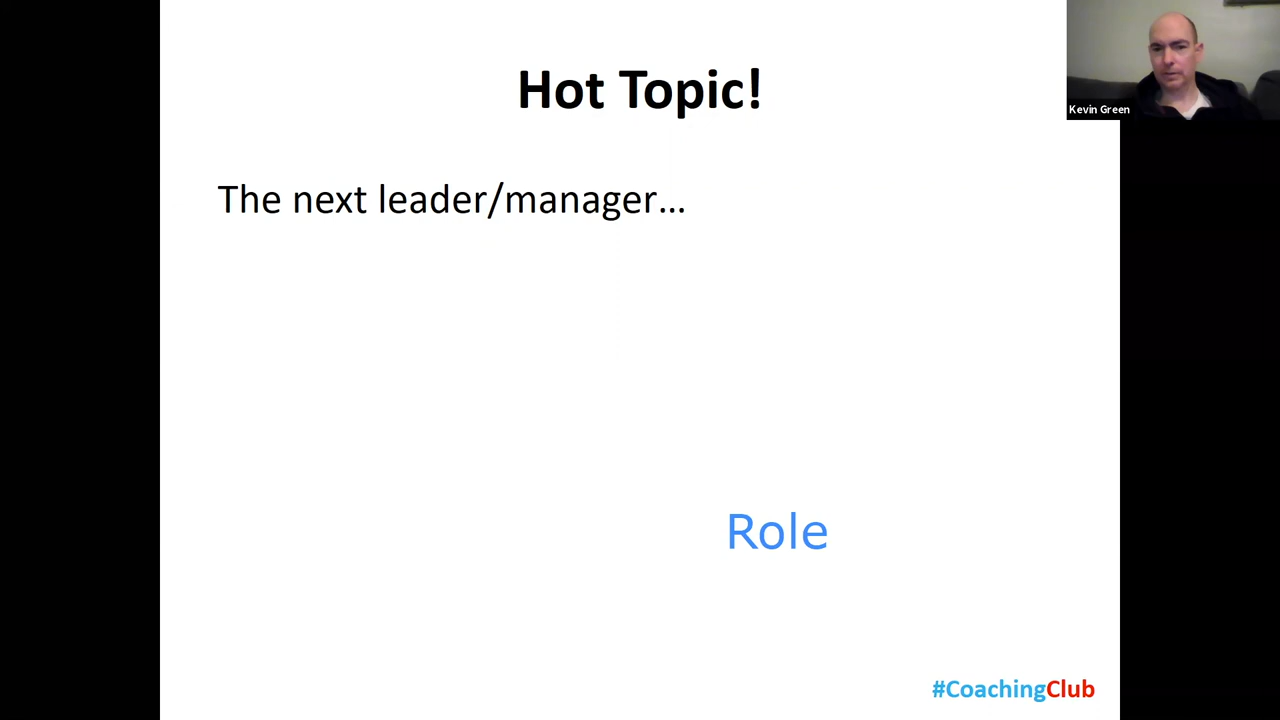 Hot Topic!
Kevin Green
The next leader/manager...
Role
#CoachingClub